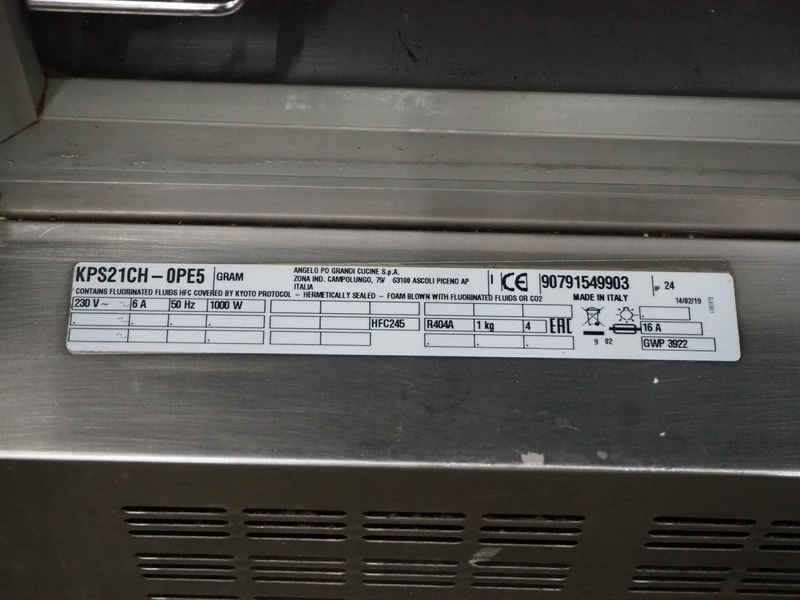 KPS21CH-0PE5 GRAM
ANGELO PO GRANDI CUCINE S.p.A.
ZONA IND. CAMPOLUNGO, 79/ 63100 ASCOLI PICENO AP
ITALIA
CE 90791549903 IP 24
CONTAINS FLUORINATED FLUIDS HFC COVERED BY KYOTO PROTOCOL - HERMETICALLY SEALED - FOAM BLOWN WITH FLUORINATED FLUIDS OR CO2
MADE IN ITALY 14/02/19
230 V~ 6 A 50 Hz 1000 W
HFC245 R404A 1 kg 4 EAC
16 A
9 02
GWP 3922